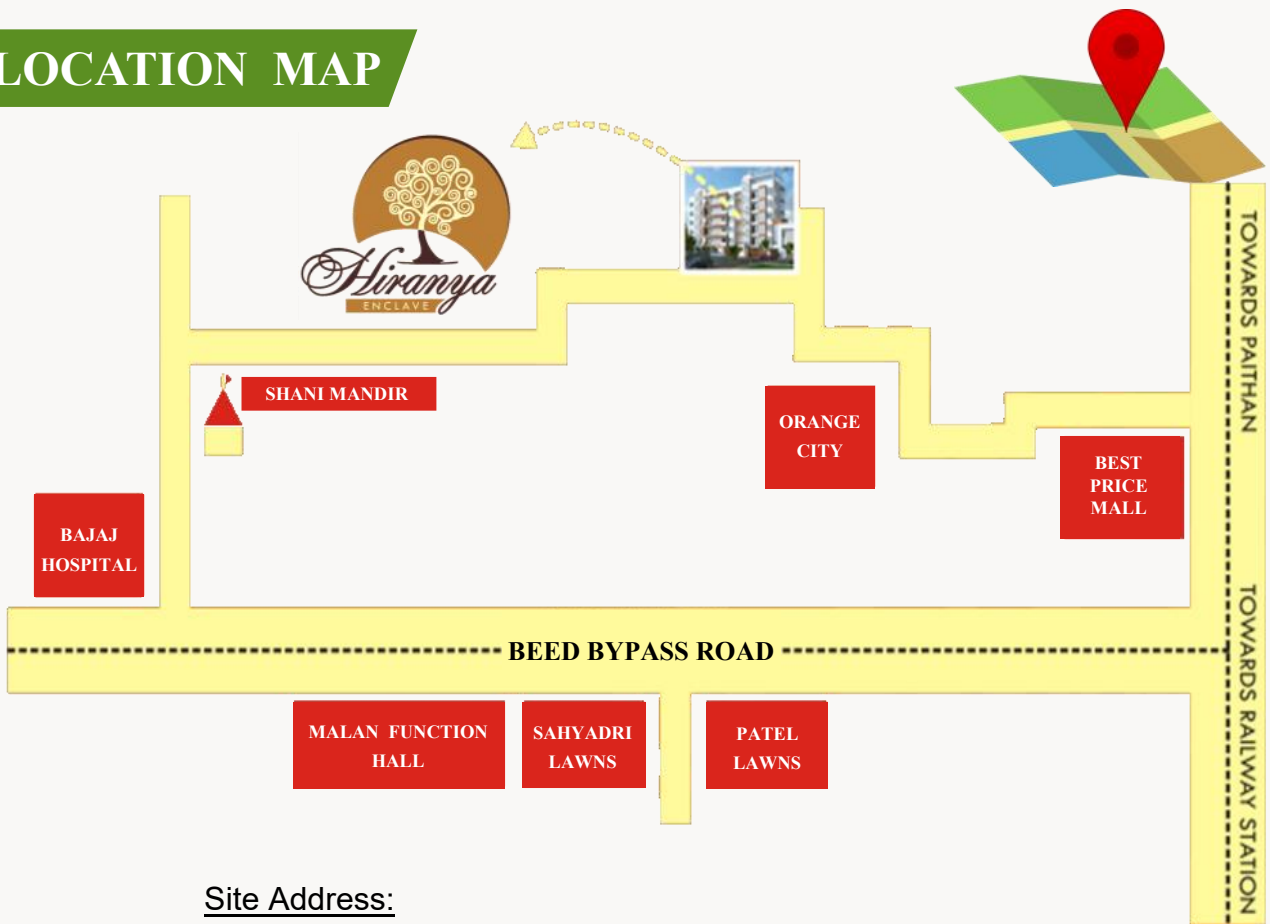 LOCATION MAP
Hiranya
ENCLAVE
TOWARDS PAITHAN
SHANI MANDIR
ORANGE
CITY
BEST
PRICE
MALL
BAJAJ
HOSPITAL
BEED BYPASS ROAD
TOWARDS RAILWAY STATION
MALAN FUNCTION
HALL
SAHYADRI
LAWNS
PATEL
LAWNS
Site Address: